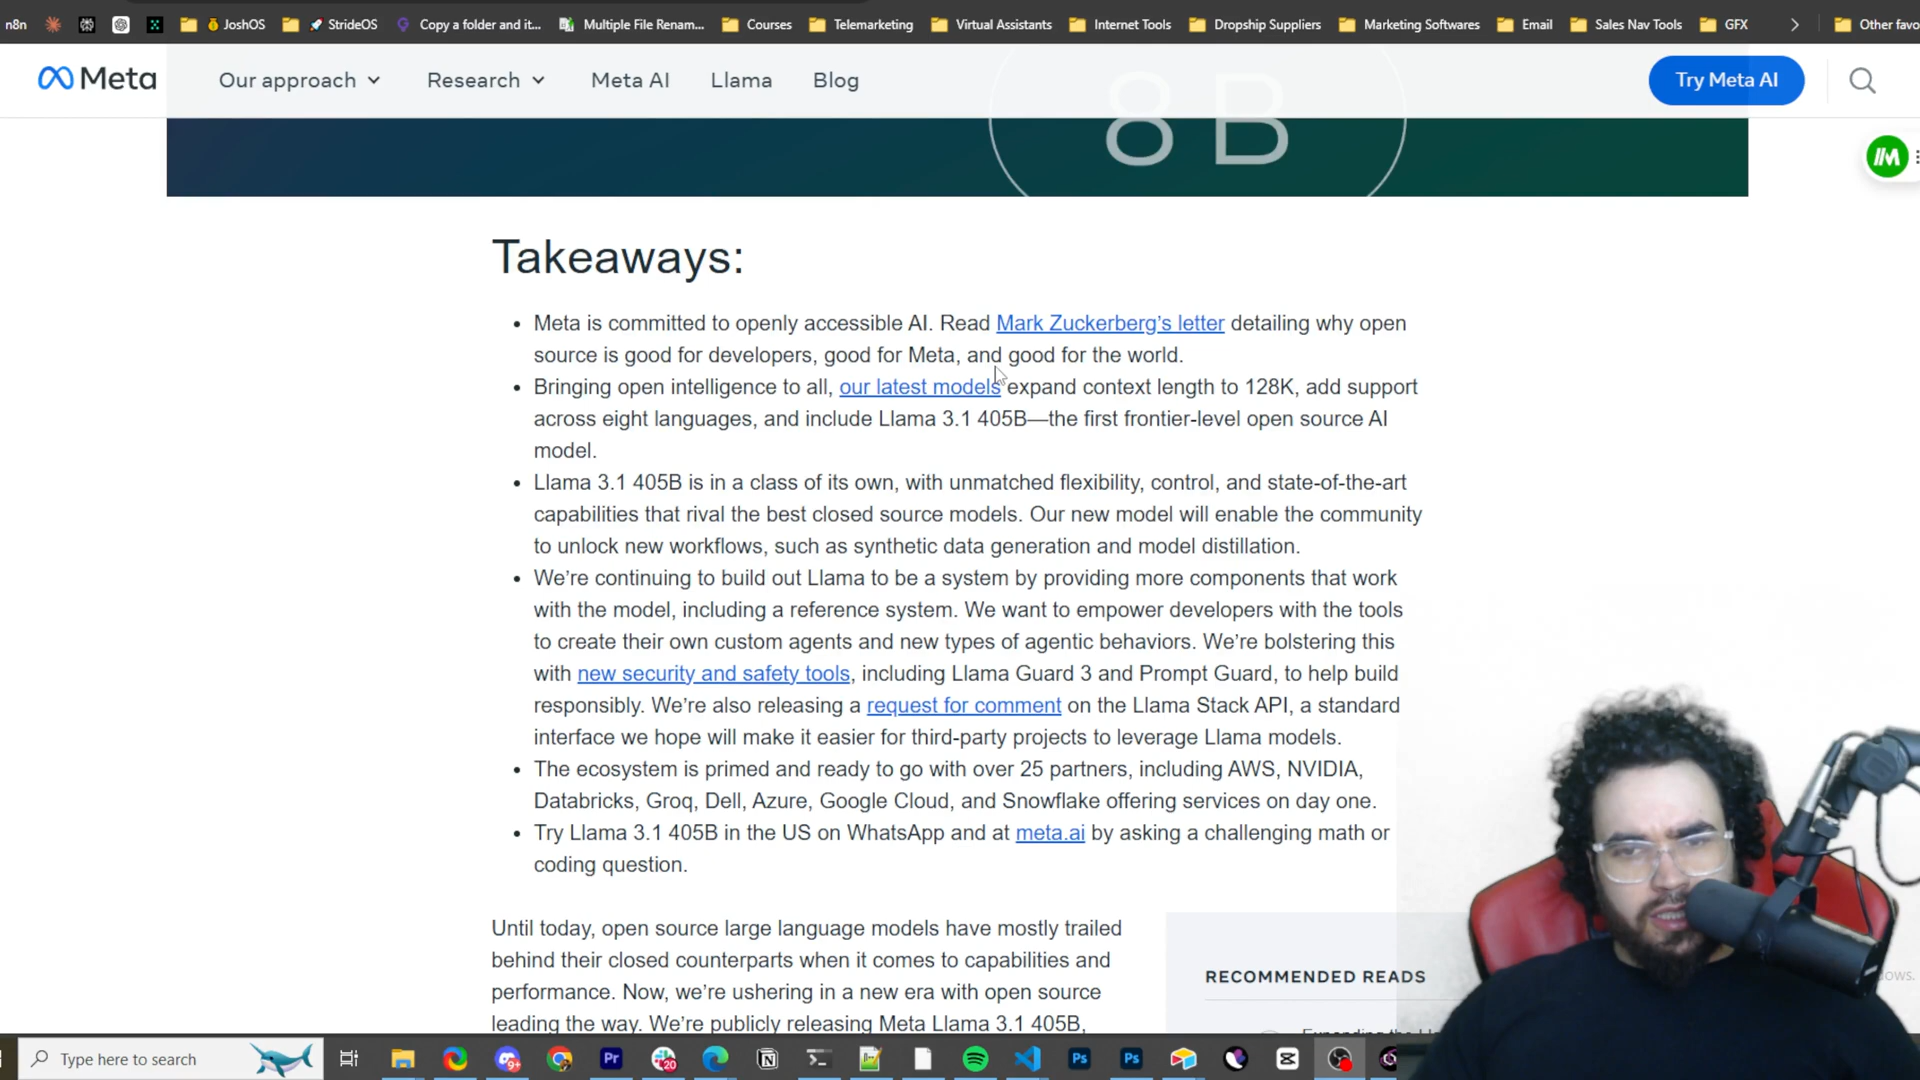 n8n JoshOS StrideOS Copy a folder and it... Multiple File Renam... Courses Telemarketing Virtual Assistants Internet Tools Dropship Suppliers Marketing Softwares Email Sales Nav Tools GFX Other favo
Meta Our approach Research Meta AI Llama Blog Try Meta AI
8 B
Takeaways:
• Meta is committed to openly accessible AI. Read Mark Zuckerberg’s letter detailing why open
source is good for developers, good for Meta, and good for the world.
• Bringing open intelligence to all, our latest models expand context length to 128K, add support
across eight languages, and include Llama 3.1 405B—the first frontier-level open source AI
model.
• Llama 3.1 405B is in a class of its own, with unmatched flexibility, control, and state-of-the-art
capabilities that rival the best closed source models. Our new model will enable the community
to unlock new workflows, such as synthetic data generation and model distillation.
• We’re continuing to build out Llama to be a system by providing more components that work
with the model, including a reference system. We want to empower developers with the tools
to create their own custom agents and new types of agentic behaviors. We’re bolstering this
with new security and safety tools, including Llama Guard 3 and Prompt Guard, to help build
responsibly. We’re also releasing a request for comment on the Llama Stack API, a standard
interface we hope will make it easier for third-party projects to leverage Llama models.
• The ecosystem is primed and ready to go with over 25 partners, including AWS, NVIDIA,
Databricks, Groq, Dell, Azure, Google Cloud, and Snowflake offering services on day one.
• Try Llama 3.1 405B in the US on WhatsApp and at meta.ai by asking a challenging math or
coding question.
Until today, open source large language models have mostly trailed
behind their closed counterparts when it comes to capabilities and
performance. Now, we’re ushering in a new era with open source
leading the way. We’re publicly releasing Meta Llama 3.1 405B,
RECOMMENDED READS
Type here to search 9+ Pr 20 Ps Ps